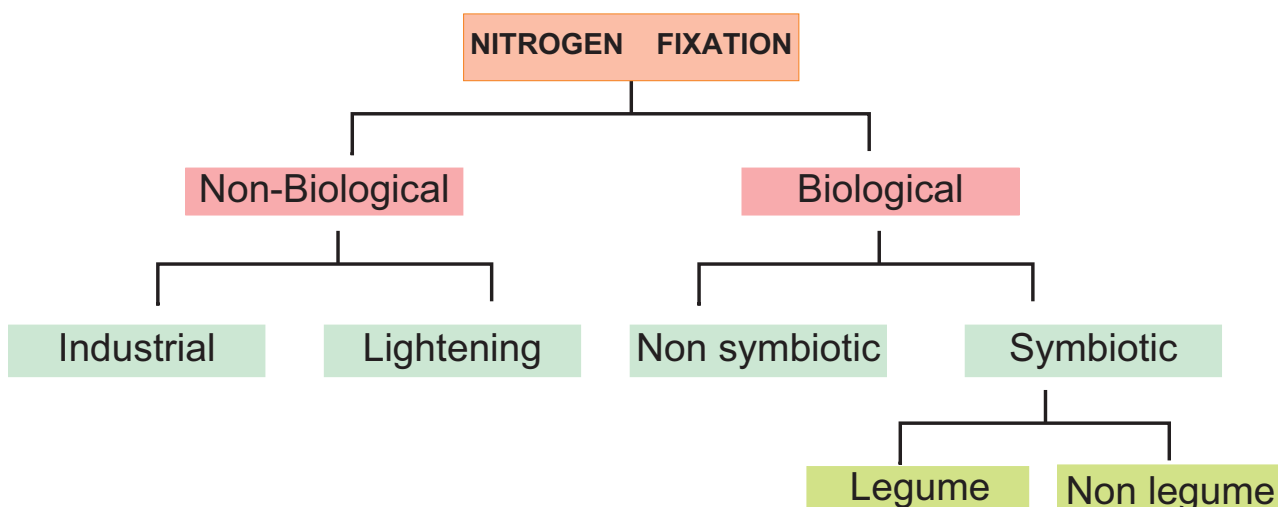 NITROGEN FIXATION
Non-Biological
Biological
Industrial
Lightening
Non symbiotic
Symbiotic
Legume
Non legume